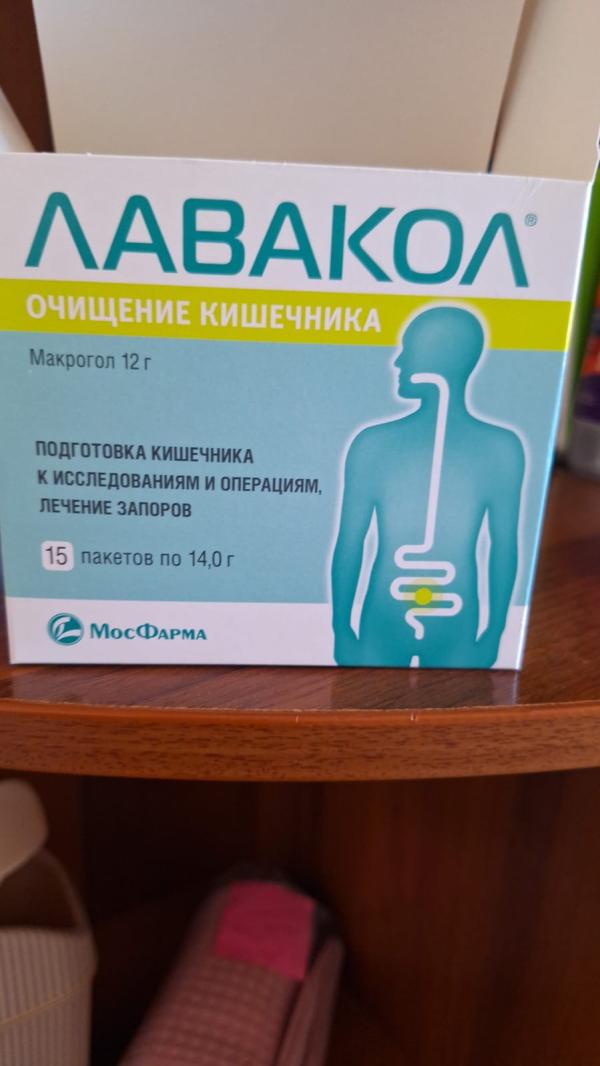 ЛАВАКОЛ®
ОЧИЩЕНИЕ КИШЕЧНИКА
Макрогол 12 г
ПОДГОТОВКА КИШЕЧНИКА
К ИССЛЕДОВАНИЯМ И ОПЕРАЦИЯМ,
ЛЕЧЕНИЕ ЗАПОРОВ
15 пакетов по 14,0 г
МОСФАРМА